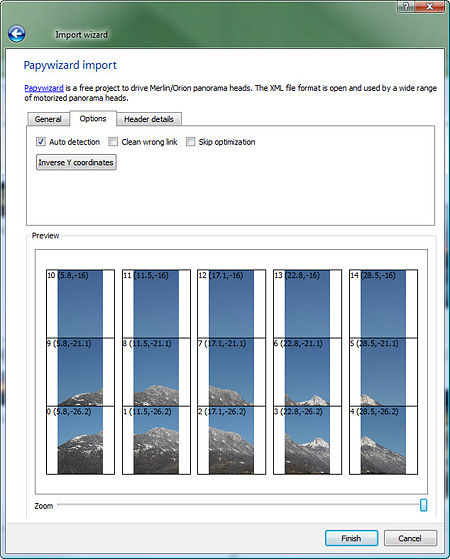 Import wizard
Papywizard import
Papywizard is a free project to drive Merlin/Orion panorama heads. The XML file format is open and used by a wide range
of motorized panorama heads.
General Options Header details
Auto detection Clean wrong link Skip optimization
Inverse Y coordinates
Preview
10 (5.8,-16) 11 (11.5,-16) 12 (17.1,-16) 13 (22.8,-16) 14 (28.5,-16)
9 (5.8,-21.1) 8 (11.5,-21.1) 7 (17.1,-21.1) 6 (22.8,-21.1) 5 (28.5,-21.1)
0 (5.8,-26.2) 1 (11.5,-26.2) 2 (17.1,-26.2) 3 (22.8,-26.2) 4 (28.5,-26.2)
Zoom
Finish Cancel